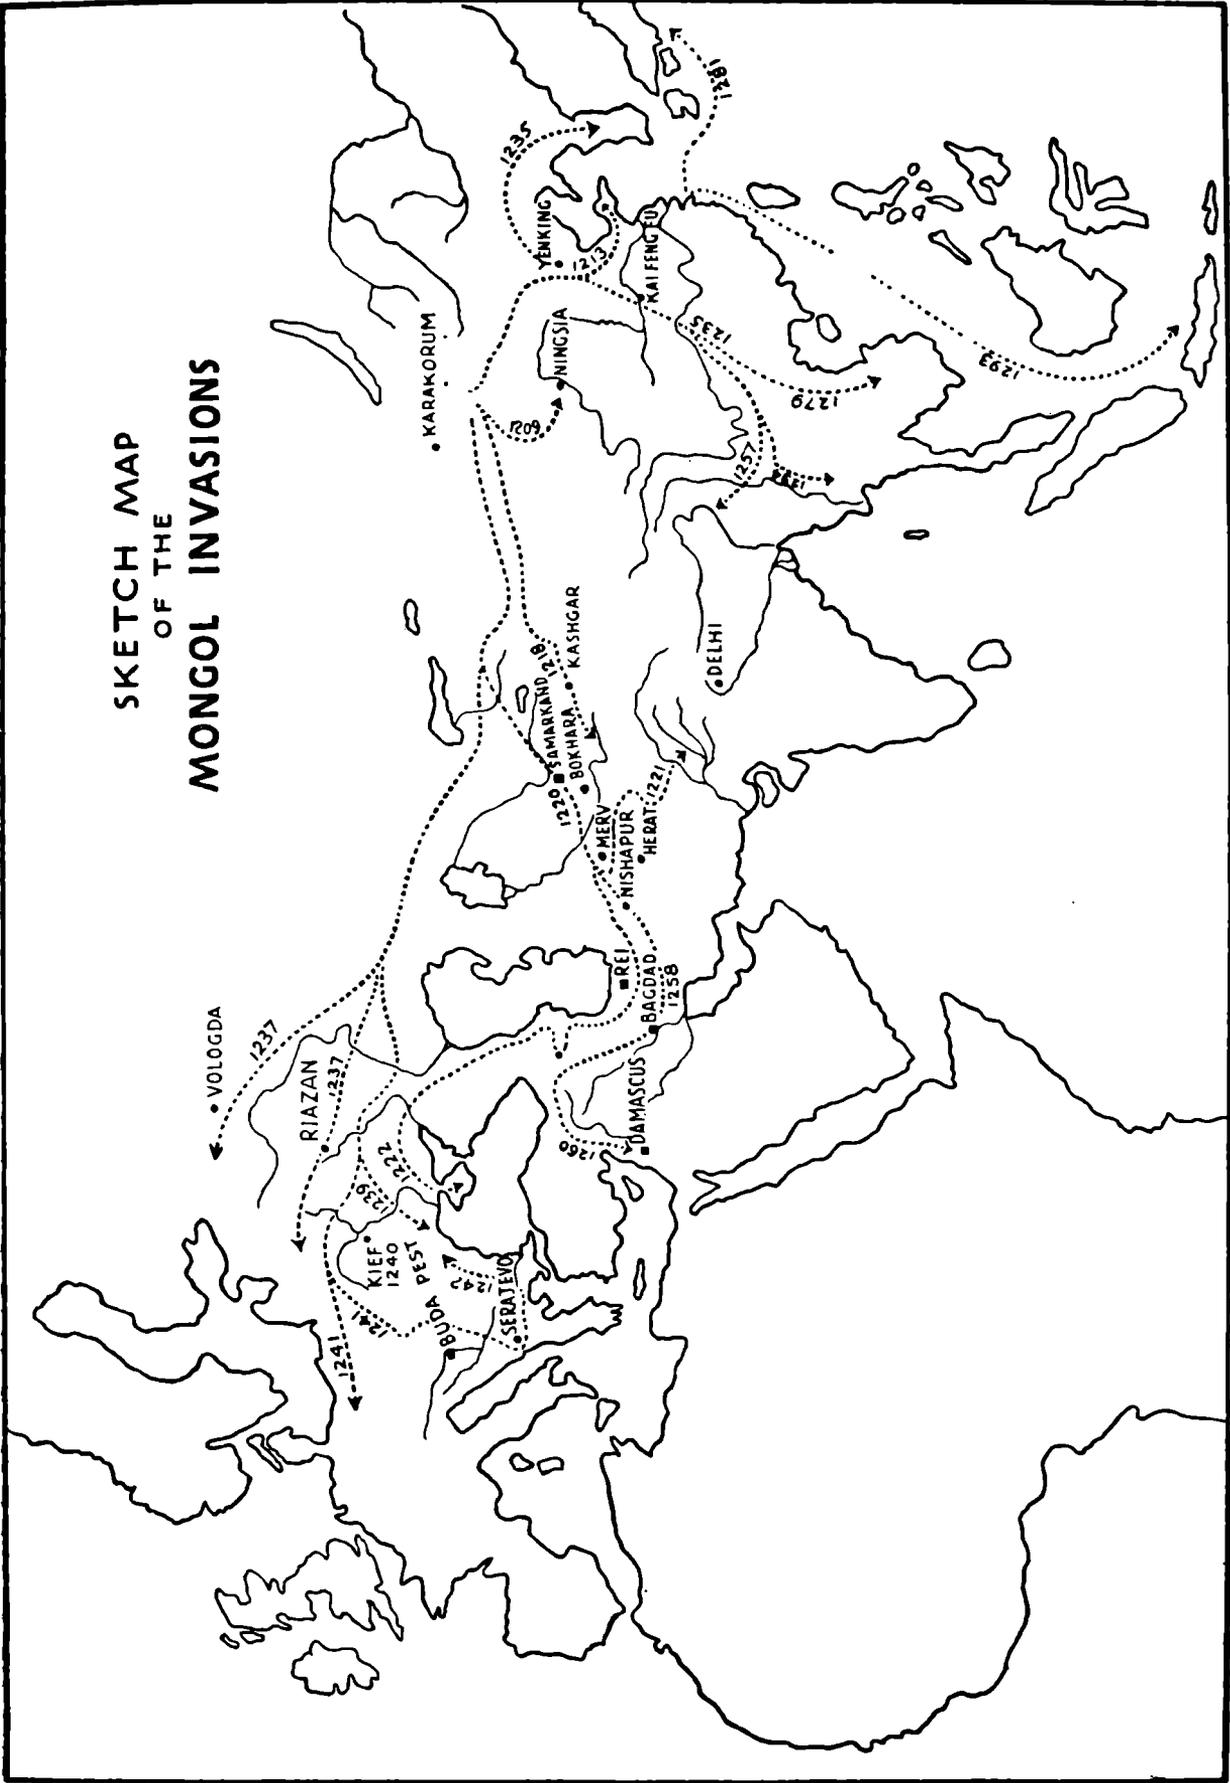 SKETCH MAP
OF THE
MONGOL INVASIONS
VOLOGDA
1237
RIAZAN
1237
1241
1241
KIEF
1240
1239
1222
BUDA PEST
1242
SERAJEVO
1260
DAMASCUS
BAGDAD
1258
REI
NISHAPUR
MERV
HERAT
1221
1220
SAMARKAND
BOKHARA
1218
KASHGAR
DELHI
KARAKORUM
1209
NINGSIA
YENKING
1213
1235
KAI FENG FU
1235
1257
1279
1293
1281